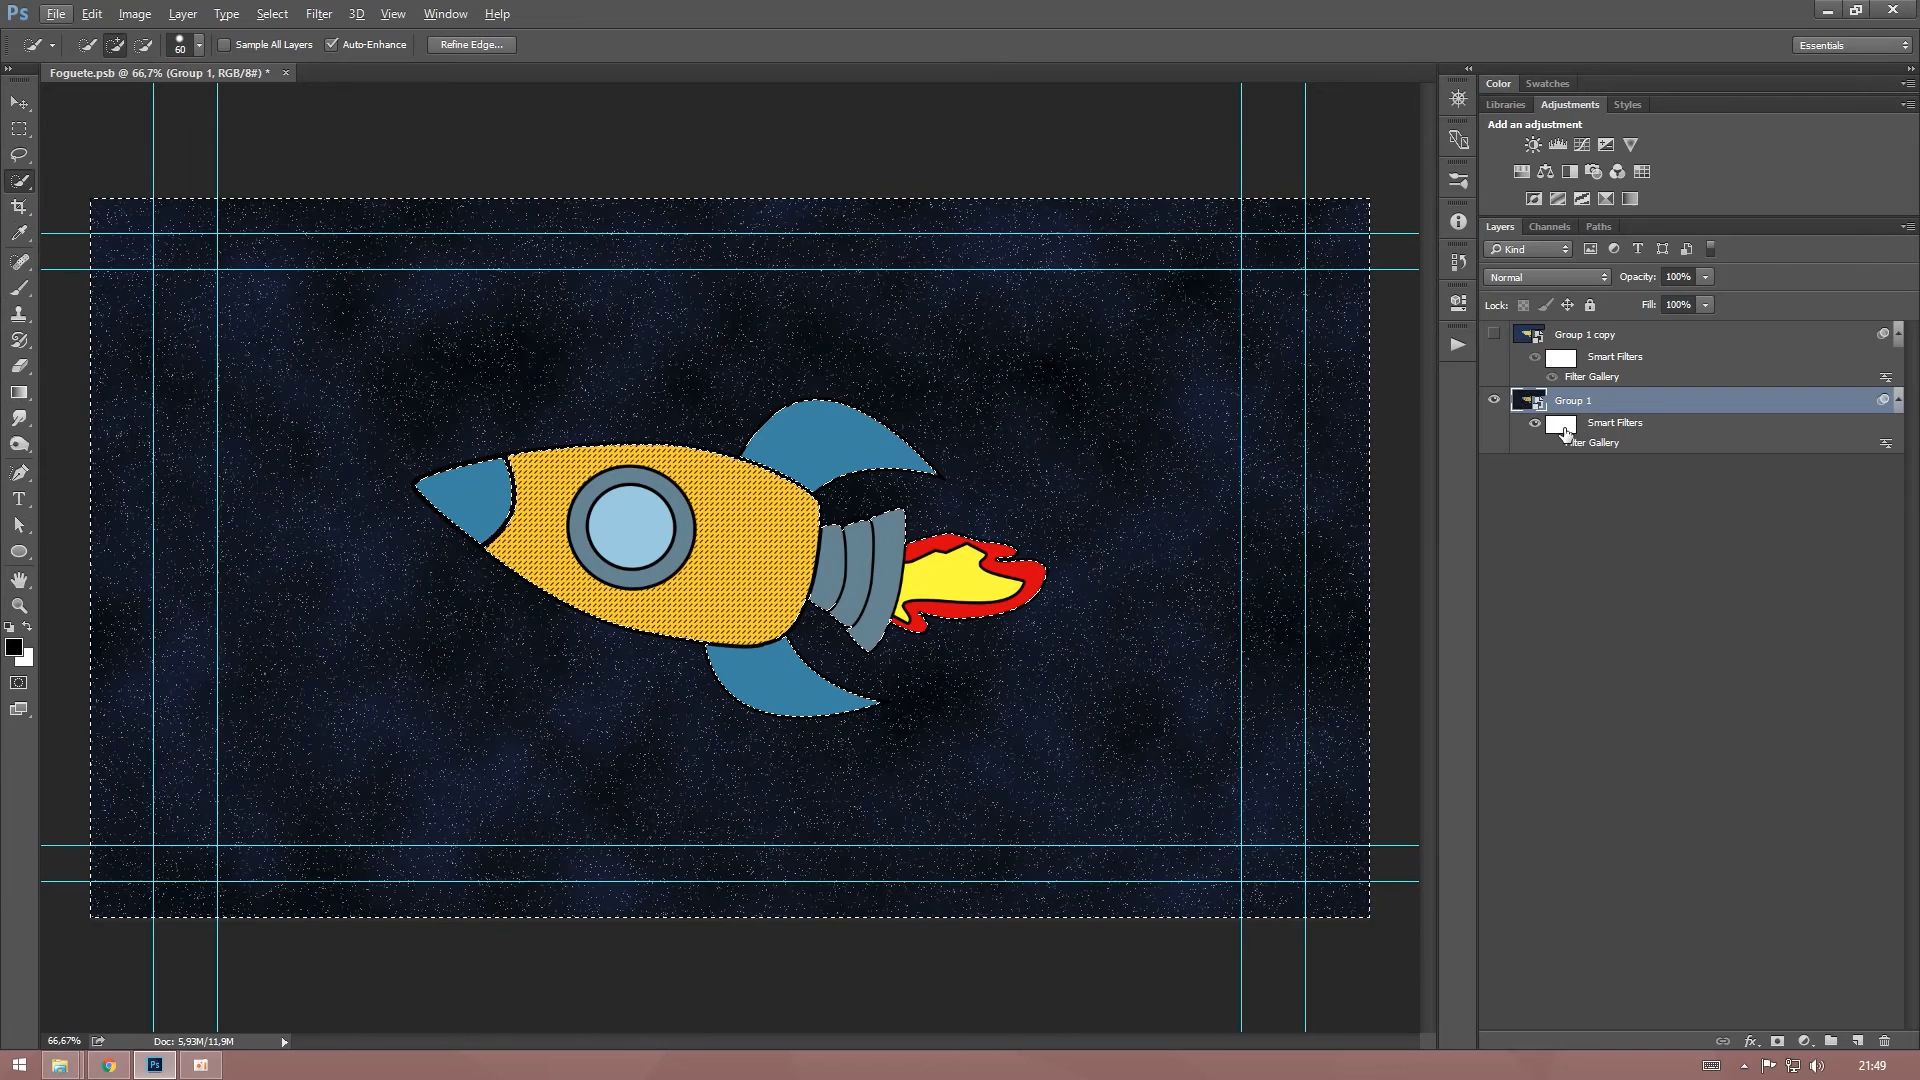 Ps File Edit Image Layer Type Select Filter 3D View Window Help
60 Sample All Layers Auto-Enhance Refine Edge... Essentials
Foguete.psb @ 66,7% (Group 1, RGB/8#) * ×
Color Swatches
Libraries Adjustments Styles
Add an adjustment
Layers Channels Paths
Kind
Normal Opacity: 100%
Lock: Fill: 100%
Group 1 copy
Smart Filters
Filter Gallery
Group 1
Smart Filters
Filter Gallery
fx
66,67% Doc: 5,93M/11,9M
Ps 21:49